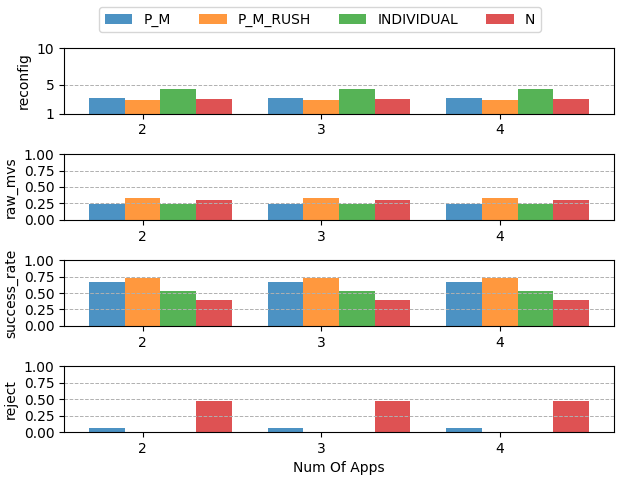 P_M P_M_RUSH INDIVIDUAL N
reconfig
10
5
1
2 3 4
raw_mvs
1.00
0.75
0.50
0.25
0.00
2 3 4
success_rate
1.00
0.75
0.50
0.25
0.00
2 3 4
reject
1.00
0.75
0.50
0.25
0.00
2 3 4
Num Of Apps